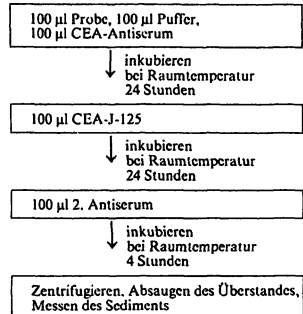 100 µl Probe, 100 µl Puffer,
100 µl CEA-Antiserum
inkubieren
bei Raumtemperatur
24 Stunden
100 µl CEA-J-125
inkubieren
bei Raumtemperatur
24 Stunden
100 µl 2. Antiserum
inkubieren
bei Raumtemperatur
4 Stunden
Zentrifugieren, Absaugen des Überstandes,
Messen des Sediments